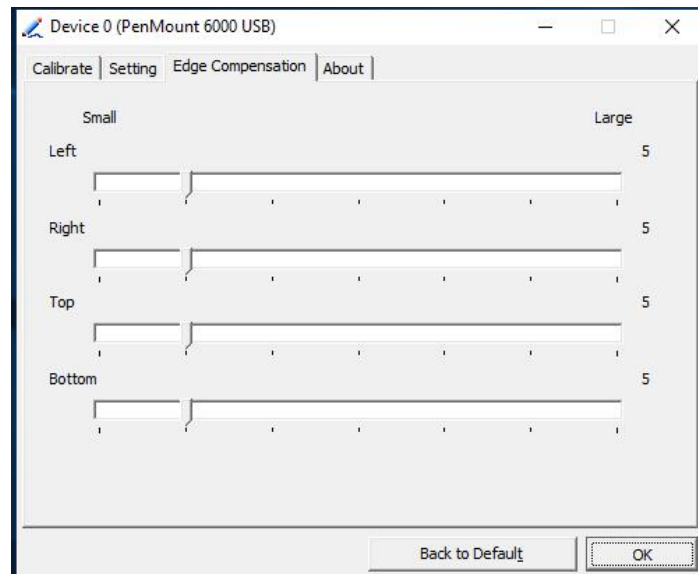 Device 0 (PenMount 6000 USB)
Calibrate Setting Edge Compensation About
Small Large
Left 5
Right 5
Top 5
Bottom 5
Back to Default OK